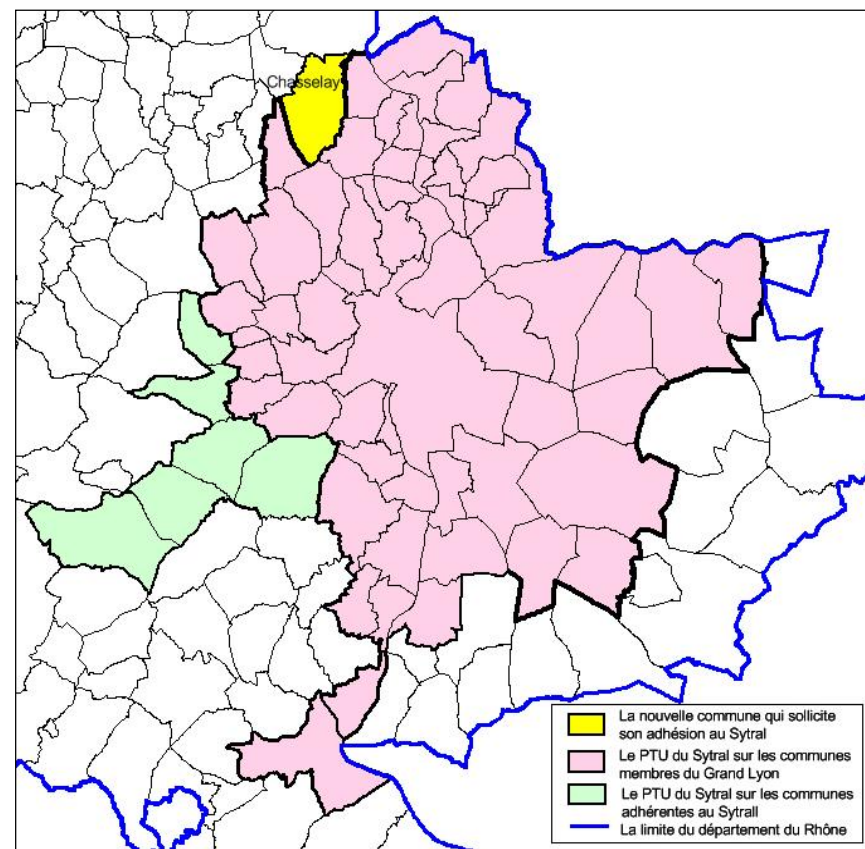 Chasselay
La nouvelle commune qui sollicite
son adhésion au Sytral
Le PTU du Sytral sur les communes
membres du Grand Lyon
Le PTU du Sytral sur les communes
adhérentes au Sytrall
La limite du département du Rhône